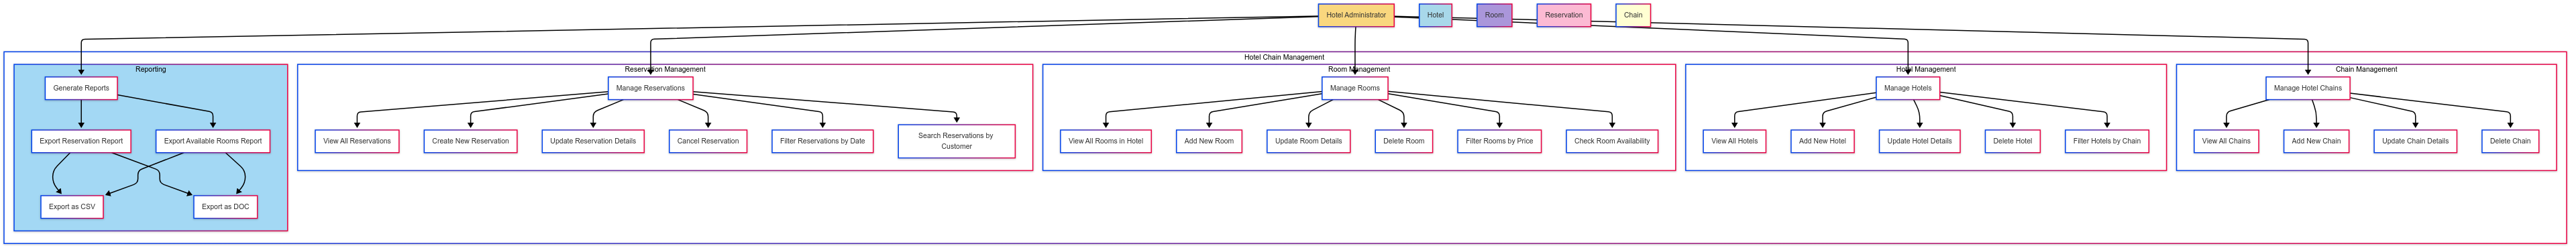 Hotel Administrator
Hotel
Room
Reservation
Chain
Hotel Chain Management
Reporting
Generate Reports
Export Reservation Report
Export Available Rooms Report
Export as CSV
Export as DOC
Reservation Management
Manage Reservations
View All Reservations
Create New Reservation
Update Reservation Details
Cancel Reservation
Filter Reservations by Date
Search Reservations by
Customer
Room Management
Manage Rooms
View All Rooms in Hotel
Add New Room
Update Room Details
Delete Room
Filter Rooms by Price
Check Room Availability
Hotel Management
Manage Hotels
View All Hotels
Add New Hotel
Update Hotel Details
Delete Hotel
Filter Hotels by Chain
Chain Management
Manage Hotel Chains
View All Chains
Add New Chain
Update Chain Details
Delete Chain